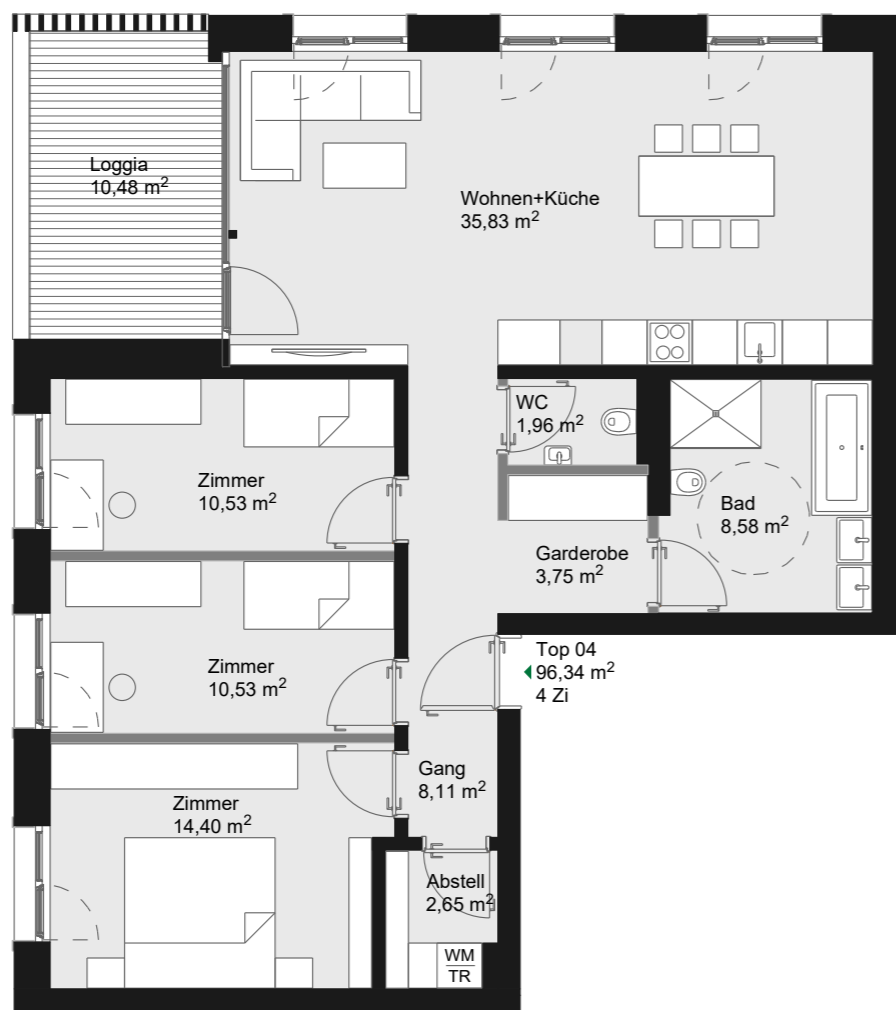 Loggia
10,48 m²
Wohnen+Küche
35,83 m²
WC
1,96 m²
Zimmer
10,53 m²
Bad
8,58 m²
Garderobe
3,75 m²
Zimmer
10,53 m²
Top 04
96,34 m²
4 Zi
Gang
8,11 m²
Zimmer
14,40 m²
Abstell
2,65 m²
WM
TR